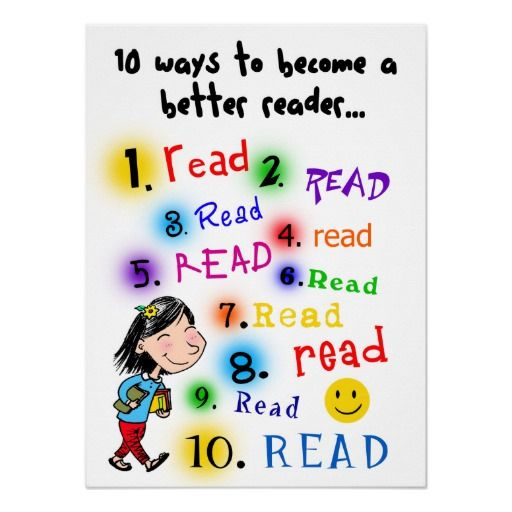 10 ways to become a
better reader...
1. read
2. READ
3. Read
4. read
5. READ
6. Read
7. Read
8. read
9. Read
10. READ